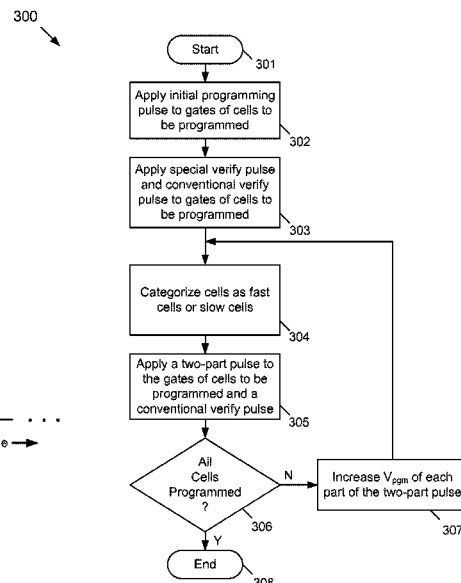 300
Start
301
Apply initial programming
pulse to gates of cells to
be programmed
302
Apply special verify pulse
and conventional verify
pulse to gates of cells to
be programmed
303
Categorize cells as fast
cells or slow cells
304
Apply a two-part pulse to
the gates of cells to be
programmed and a
conventional verify pulse
305
e
All
Cells
Programmed
?
N
306
Increase Vpgm of each
part of the two-part pulse
307
Y
End
308